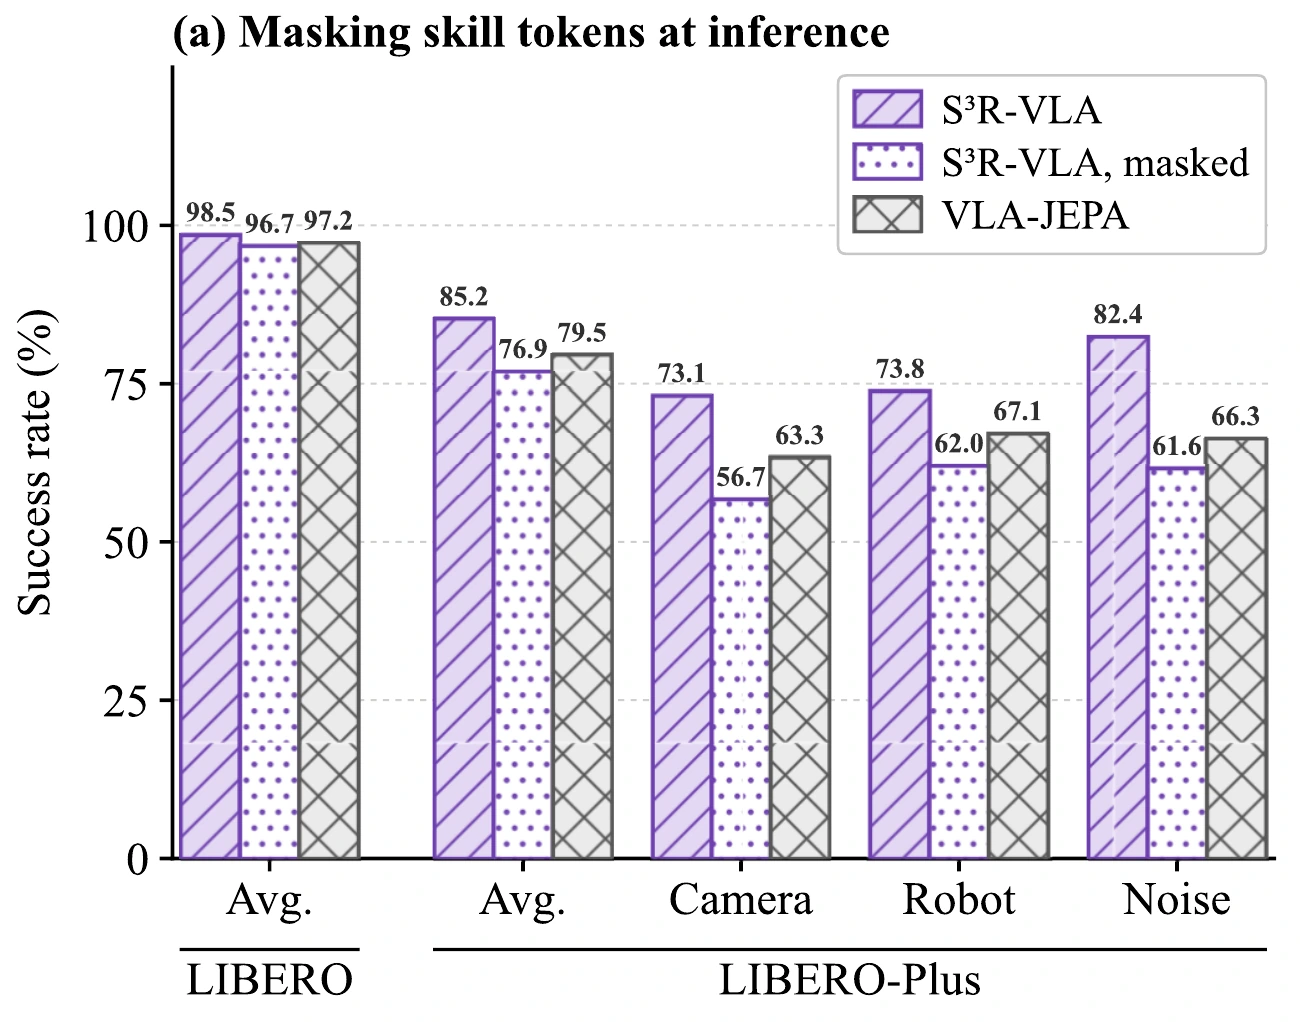 (a) Masking skill tokens at inference
S³R-VLA
S³R-VLA, masked
VLA-JEPA
Success rate (%)
100
75
50
25
0
98.5 96.7 97.2
85.2 76.9 79.5
73.1 56.7 63.3
73.8 62.0 67.1
82.4 61.6 66.3
Avg. Avg. Camera Robot Noise
LIBERO LIBERO-Plus